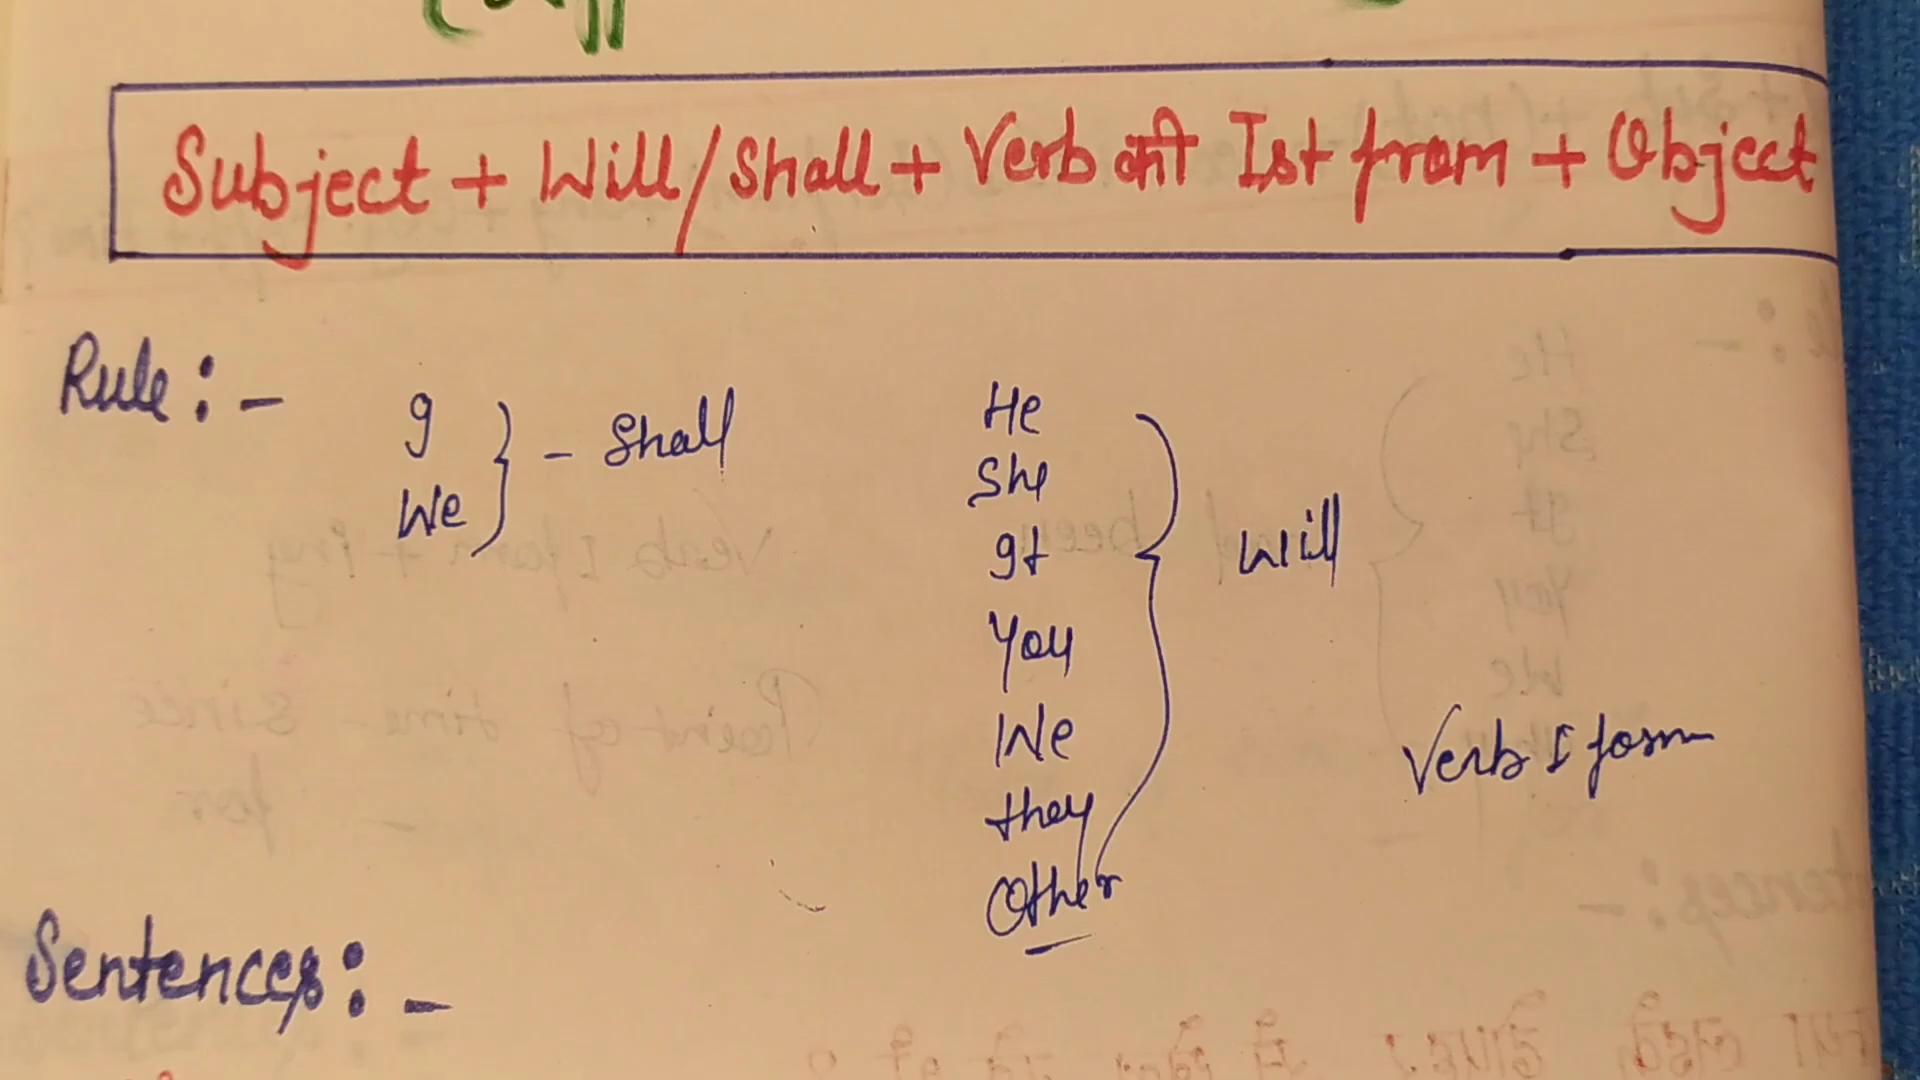 Subject + Will/Shall + Verb की Ist from + Object
Rule :-
I
We
- Shall
He
She
It
You
We
they
Other
Will
Verb I form
Sentences :-